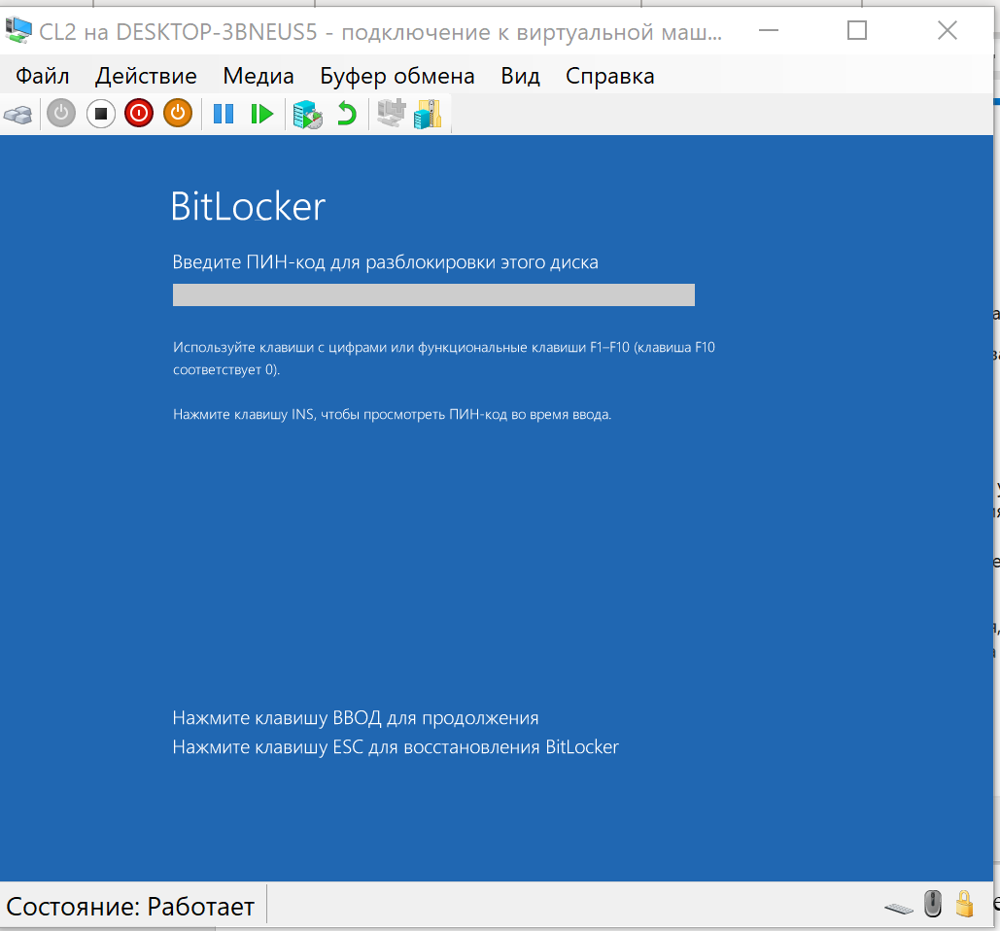 CL2 на DESKTOP-3BNEUS5 - подключение к виртуальной маш...
Файл Действие Медиа Буфер обмена Вид Справка
BitLocker
Введите ПИН-код для разблокировки этого диска
Используйте клавиши с цифрами или функциональные клавиши F1–F10 (клавиша F10
соответствует 0).
Нажмите клавишу INS, чтобы просмотреть ПИН-код во время ввода.
Нажмите клавишу ВВОД для продолжения
Нажмите клавишу ESC для восстановления BitLocker
Состояние: Работает